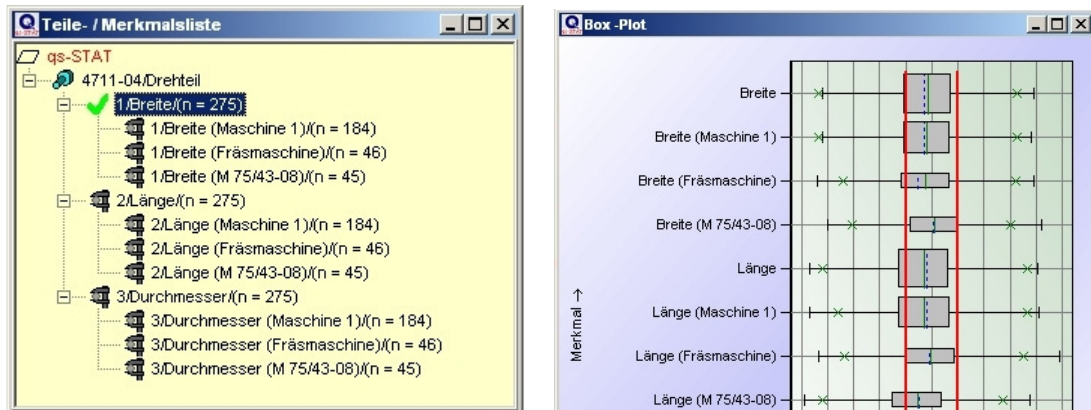 Teile- / Merkmalsliste
qs-STAT
4711-04/Drehteil
1/Breite/(n = 275)
1/Breite (Maschine 1)/(n = 184)
1/Breite (Fräsmaschine)/(n = 46)
1/Breite (M 75/43-08)/(n = 45)
2/Länge/(n = 275)
2/Länge (Maschine 1)/(n = 184)
2/Länge (Fräsmaschine)/(n = 46)
2/Länge (M 75/43-08)/(n = 45)
3/Durchmesser/(n = 275)
3/Durchmesser (Maschine 1)/(n = 184)
3/Durchmesser (Fräsmaschine)/(n = 46)
3/Durchmesser (M 75/43-08)/(n = 45)
Box -Plot
Breite
Breite (Maschine 1)
Breite (Fräsmaschine)
Breite (M 75/43-08)
Länge
Länge (Maschine 1)
Länge (Fräsmaschine)
Länge (M 75/43-08)
Merkmal →